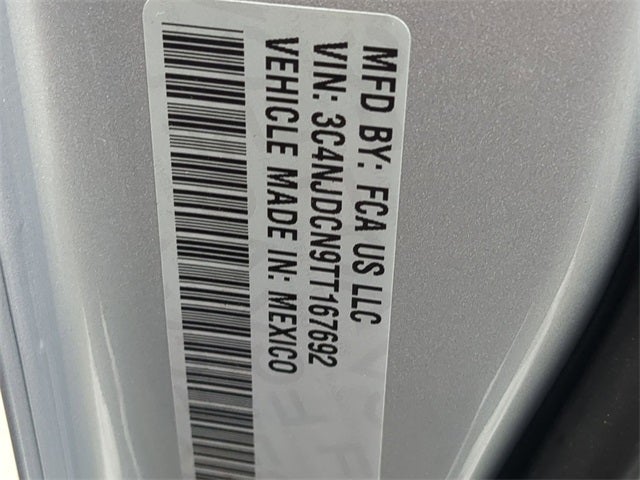 MFD BY: FCA US LLC
VIN: 3C4NJDCN9TT167692
VEHICLE MADE IN: MEXICO